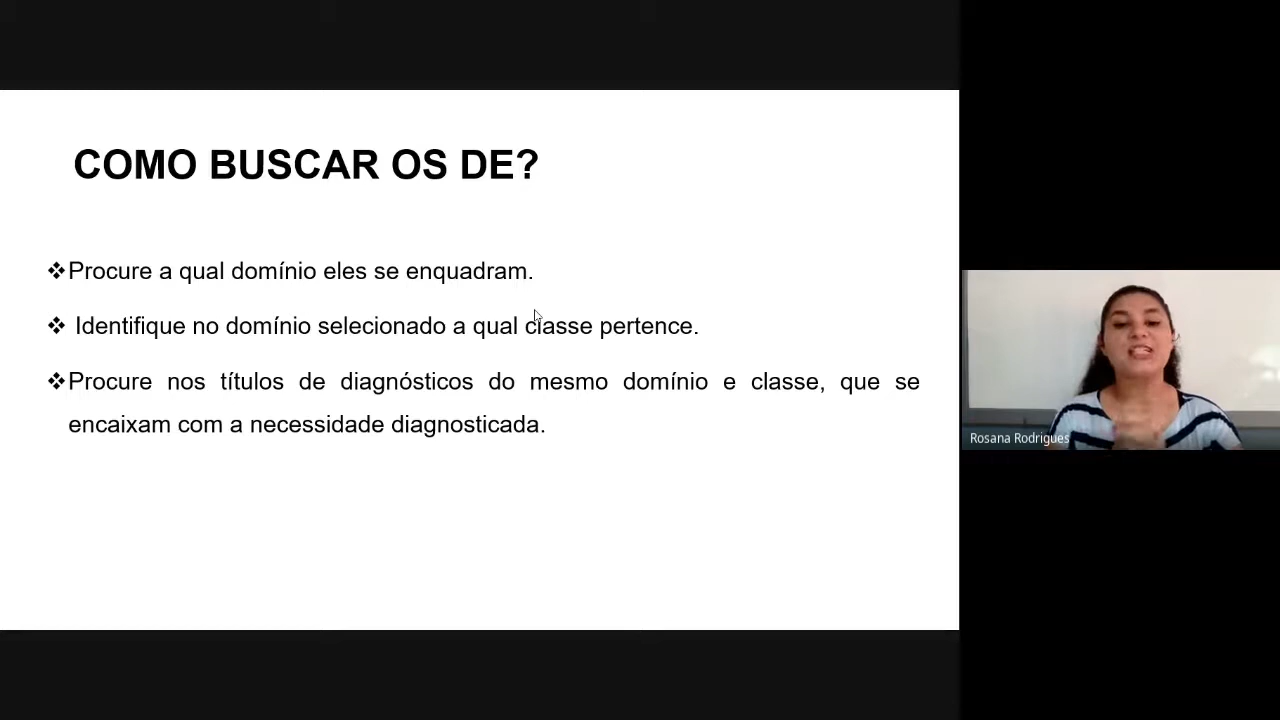 COMO BUSCAR OS DE?
❖Procure a qual domínio eles se enquadram.
❖ Identifique no domínio selecionado a qual classe pertence.
❖Procure nos títulos de diagnósticos do mesmo domínio e classe, que se
encaixam com a necessidade diagnosticada.
Rosana Rodrigues